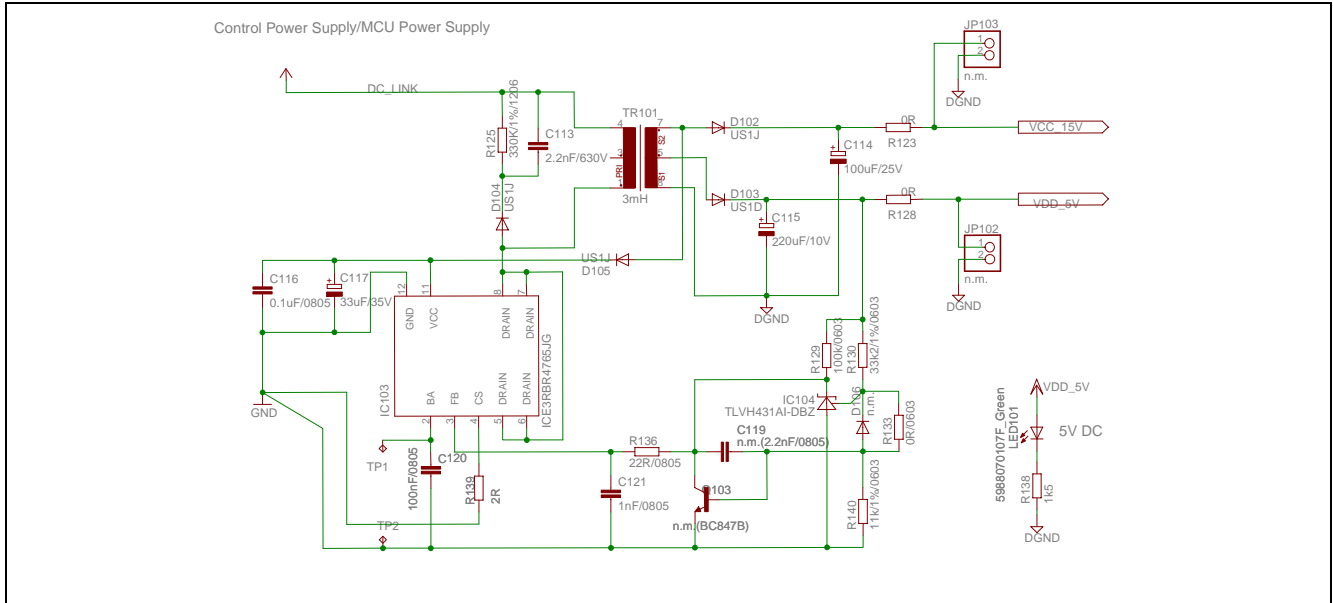 Control Power Supply/MCU Power Supply
JP103
1
2
n.m.
DGND
DC_LINK
R125
330K/1%/1206
C113
2.2nF/630V
TR101
4
7
PRI
S2
S1
3mH
D102
US1J
C114
100uF/25V
0R
R123
VCC_15V
D104
US1J
D103
US1D
C115
220uF/10V
0R
R128
VDD_5V
JP102
1
2
n.m.
DGND
DGND
US1J
D105
C116
0.1uF/0805
C117
33uF/35V
12
11
8
7
GND
VCC
DRAIN
DRAIN
IC103
ICE3RBR4765JG
BA
FB
CS
DRAIN
DRAIN
2
3
4
5
6
GND
R129
100k/0603
R130
33k2/1%/0603
IC104
TLVH431AI-DBZ
D106
n.m.
R133
0R/0603
C119
n.m.(2.2nF/0805)
R136
22R/0805
TP1
C120
100nF/0805
R139
2R
C121
1nF/0805
Q103
n.m.(BC847B)
R140
11k/1%/0603
TP2
VDD_5V
5988070107F_Green
LED101
5V DC
R138
1k5
DGND